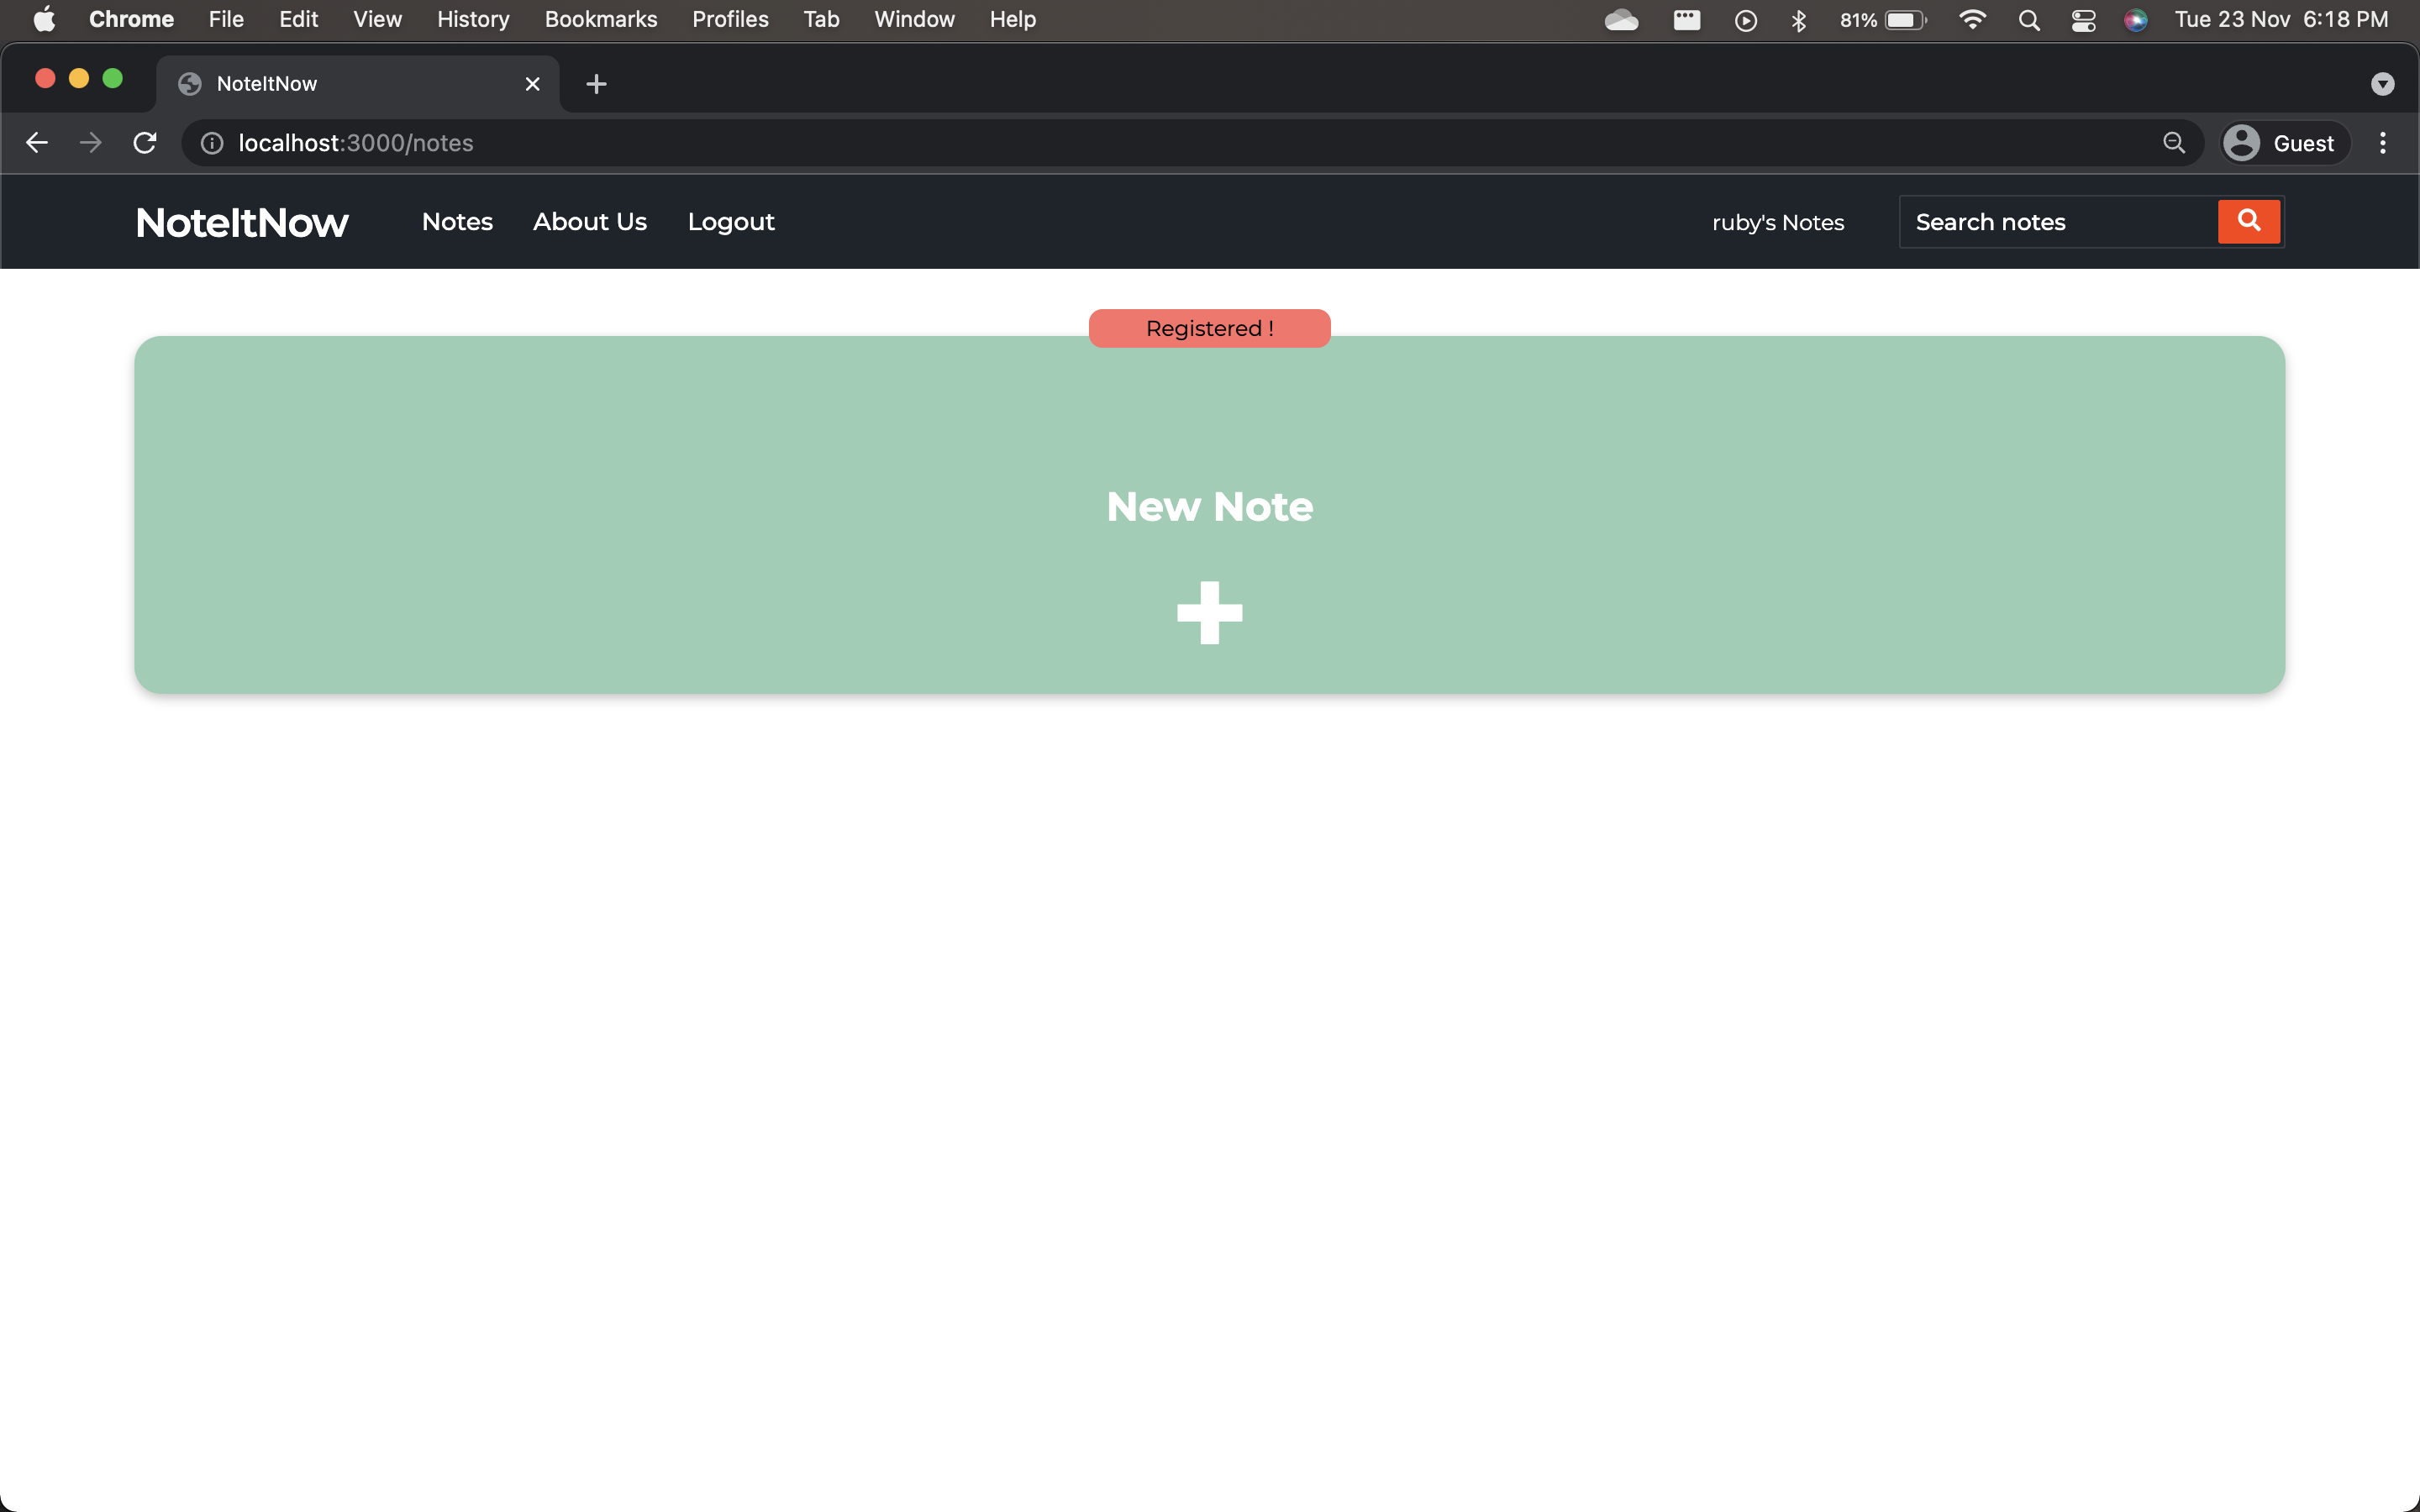 Chrome File Edit View History Bookmarks Profiles Tab Window Help 81% Tue 23 Nov 6:18 PM
NoteItNow
localhost:3000/notes Guest
NoteItNow Notes About Us Logout ruby's Notes Search notes
Registered !
New Note